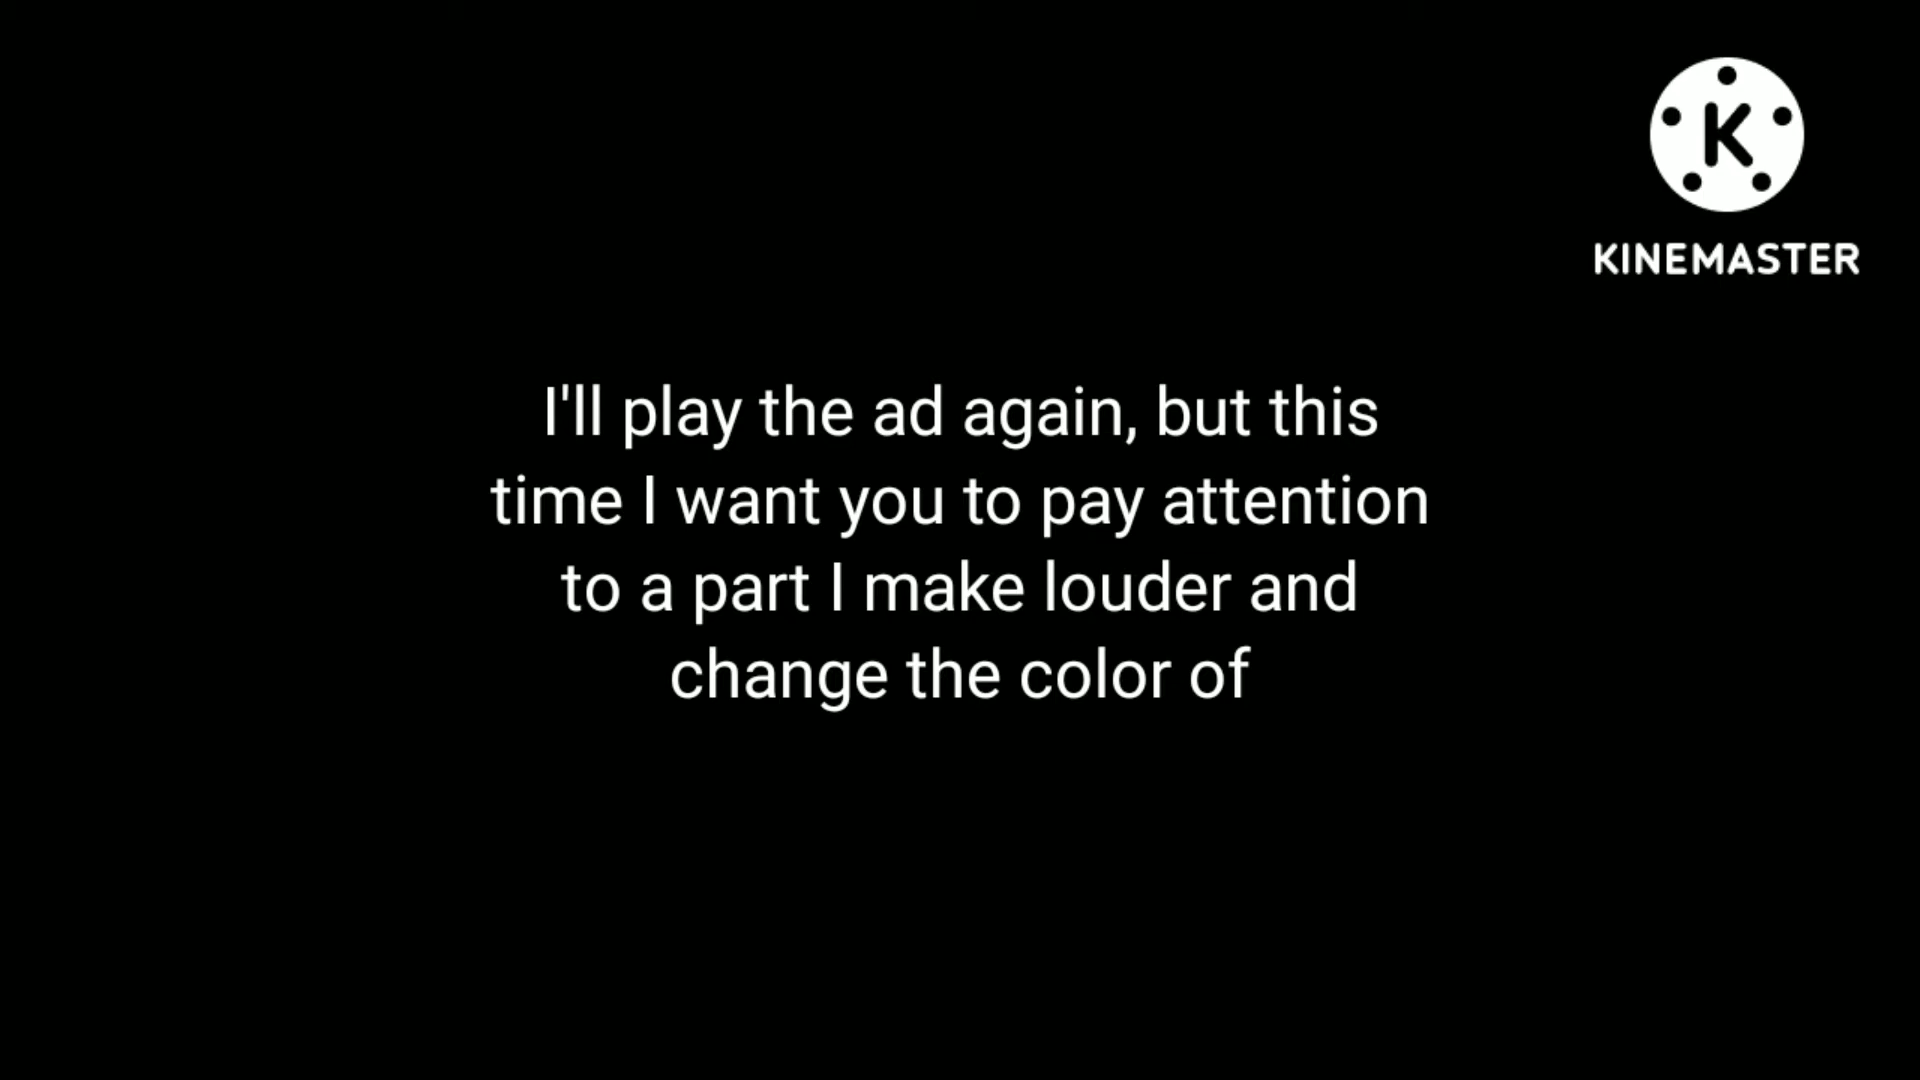 K
KINEMASTER
I'll play the ad again, but this
time I want you to pay attention
to a part I make louder and
change the color of